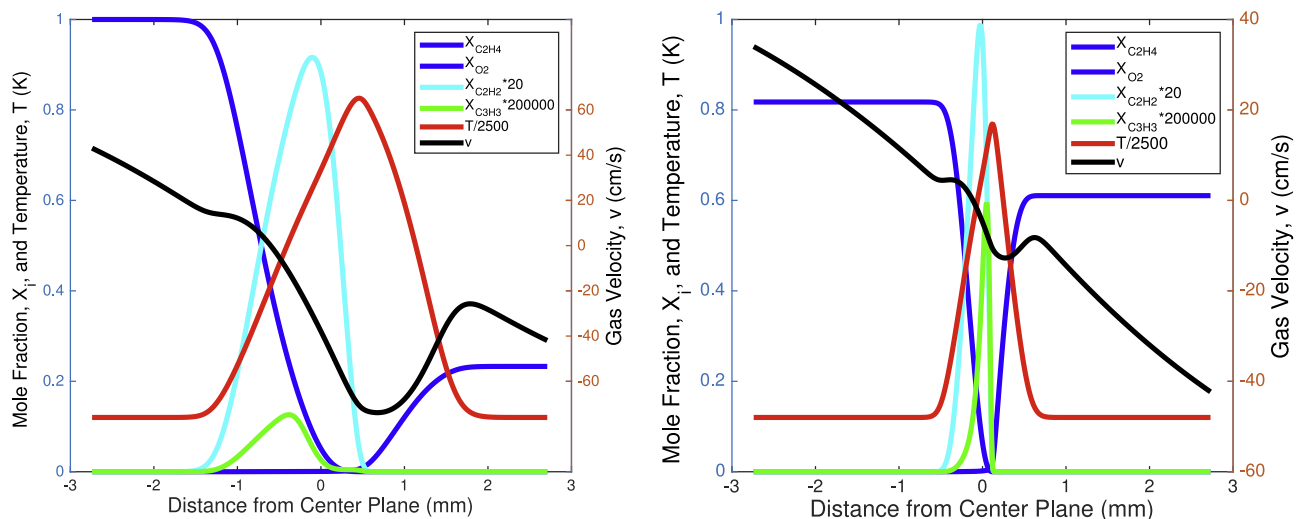 1
0.8
0.6
0.4
0.2
0
Mole Fraction, X_i, and Temperature, T (K)
-3 -2 -1 0 1 2 3
Distance from Center Plane (mm)
60
40
20
0
-20
-40
-60
Gas Velocity, v (cm/s)
X_C2H4
X_O2
X_C2H2 *20
X_C3H3 *200000
T/2500
v
1
0.8
0.6
0.4
0.2
0
Mole Fraction, X_i, and Temperature, T (K)
-3 -2 -1 0 1 2 3
Distance from Center Plane (mm)
40
20
0
-20
-40
-60
Gas Velocity, v (cm/s)
X_C2H4
X_O2
X_C2H2 *20
X_C3H3 *200000
T/2500
v